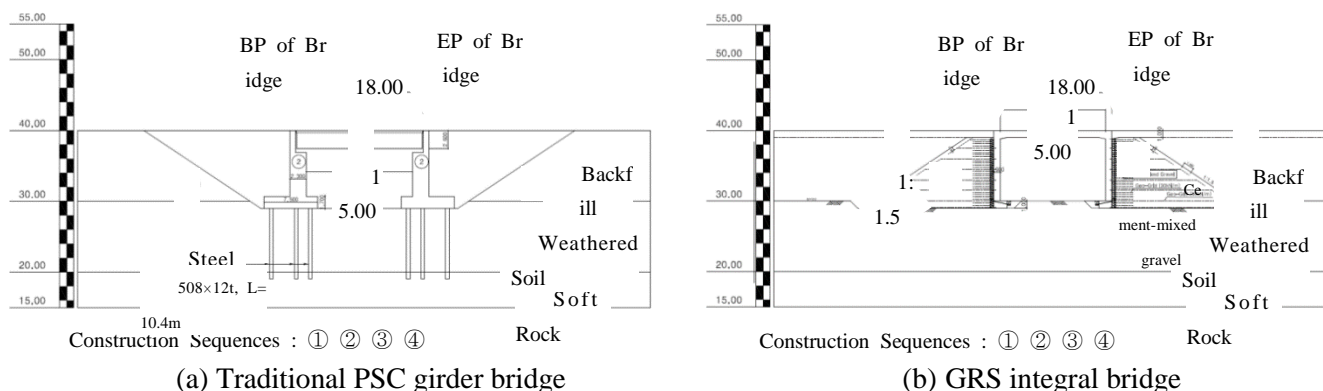 55.00
50.00
40.00
30.00
20.00
15.00
BP of Br
idge
EP of Br
idge
18.00
②
②
1
5.00
Backf
ill
Weathered
Soil
Soft
Rock
Steel
508×12t, L=
10.4m
Construction Sequences : ① ② ③ ④
(a) Traditional PSC girder bridge
55.00
50.00
40.00
30.00
20.00
15.00
BP of Br
idge
EP of Br
idge
18.00
1
5.00
1:
1.5
Backf
ill
Ce
ment-mixed
gravel
Weathered
Soil
Soft
Rock
Construction Sequences : ① ② ③ ④
(b) GRS integral bridge